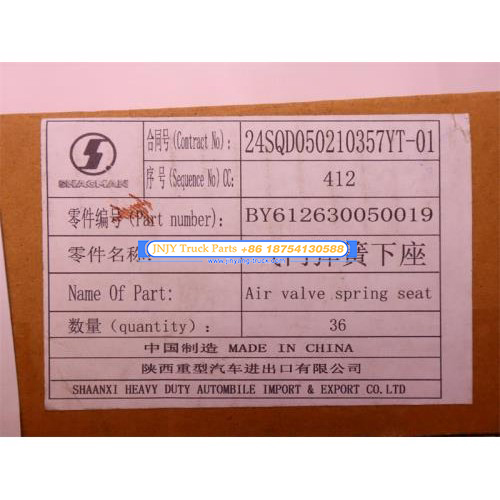 SHACMAN
合同号(Contract No): 24SQD050210357YT-01
序号(Sequence No)CC: 412
零件编号(Part number): BY612630050019
零件名称: 门弹簧下座
JNJY Truck Parts +86 18754130588
Name Of Part: Air valve spring seat
数量(quantity): 36
中国制造 MADE IN CHINA
陕西重型汽车进出口有限公司
SHAANXI HEAVY DUTY AUTOMBILE IMPORT & EXPORT CO.LTD